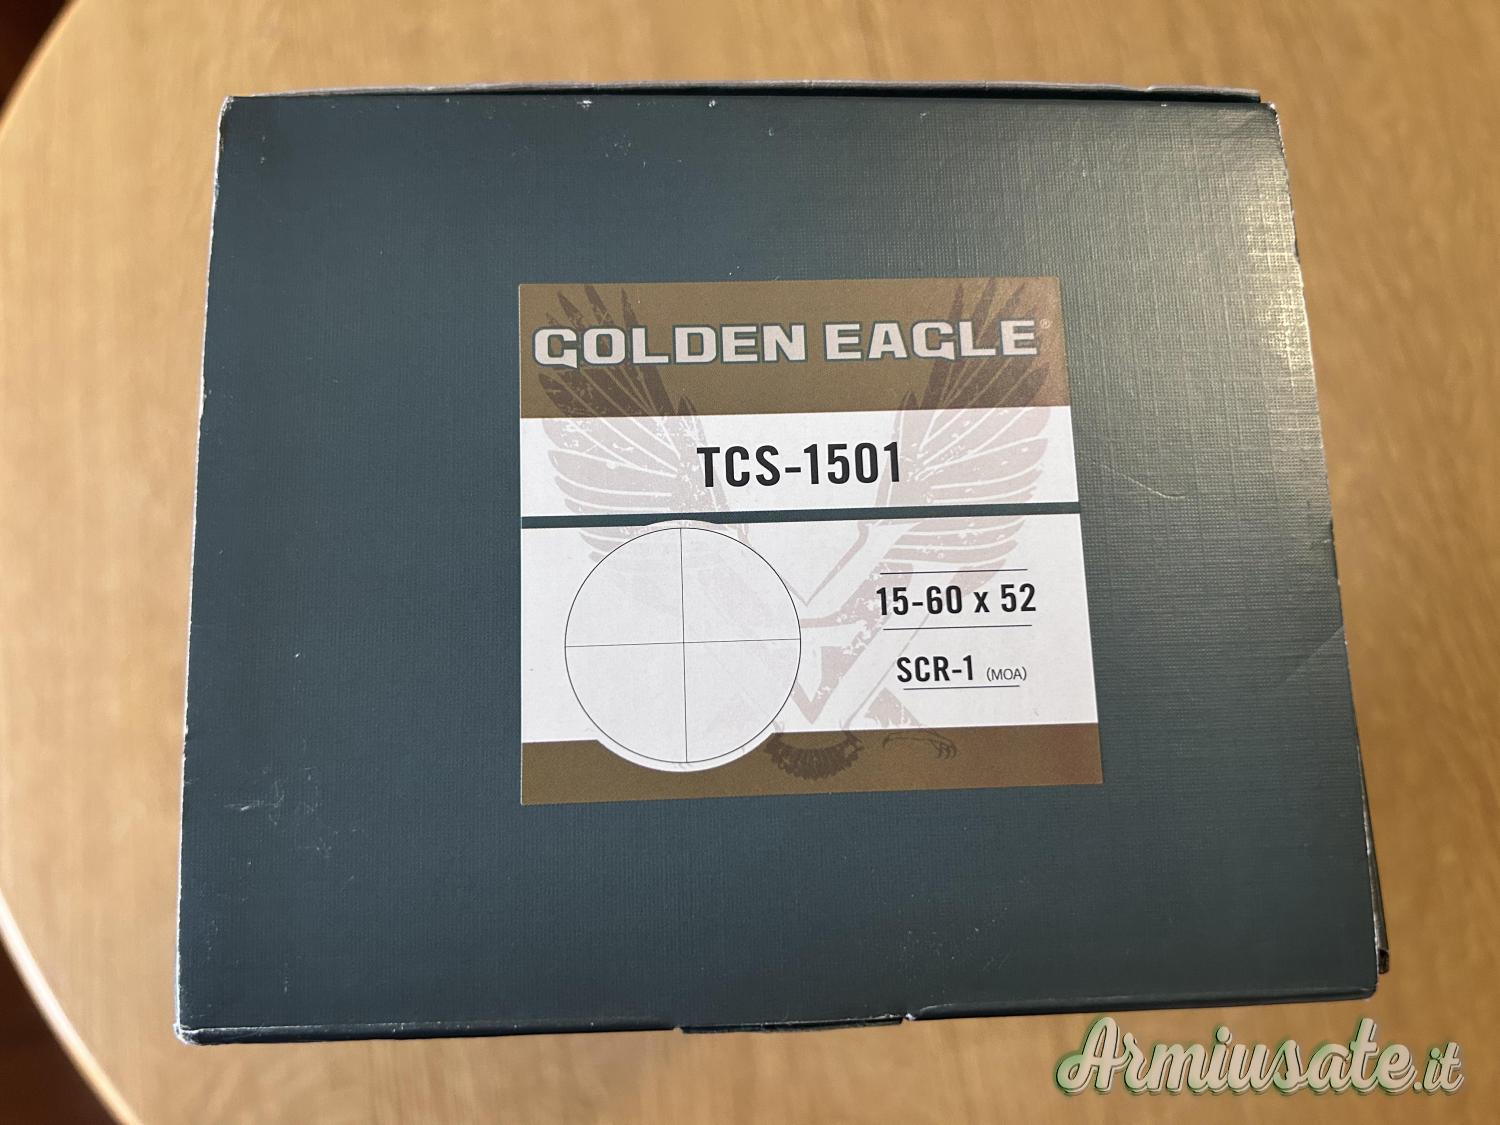 GOLDEN EAGLE®
TCS-1501
15-60 x 52
SCR-1 (MOA)
Armiusate.it